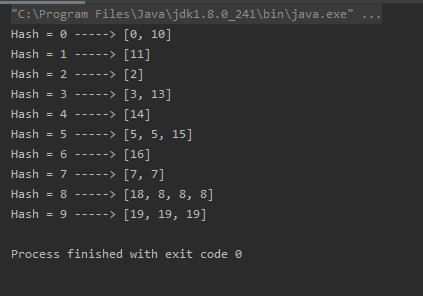 "C:\Program Files\Java\jdk1.8.0_241\bin\java.exe" ...
Hash = 0 -----> [0, 10]
Hash = 1 -----> [11]
Hash = 2 -----> [2]
Hash = 3 -----> [3, 13]
Hash = 4 -----> [14]
Hash = 5 -----> [5, 5, 15]
Hash = 6 -----> [16]
Hash = 7 -----> [7, 7]
Hash = 8 -----> [18, 8, 8, 8]
Hash = 9 -----> [19, 19, 19]
Process finished with exit code 0